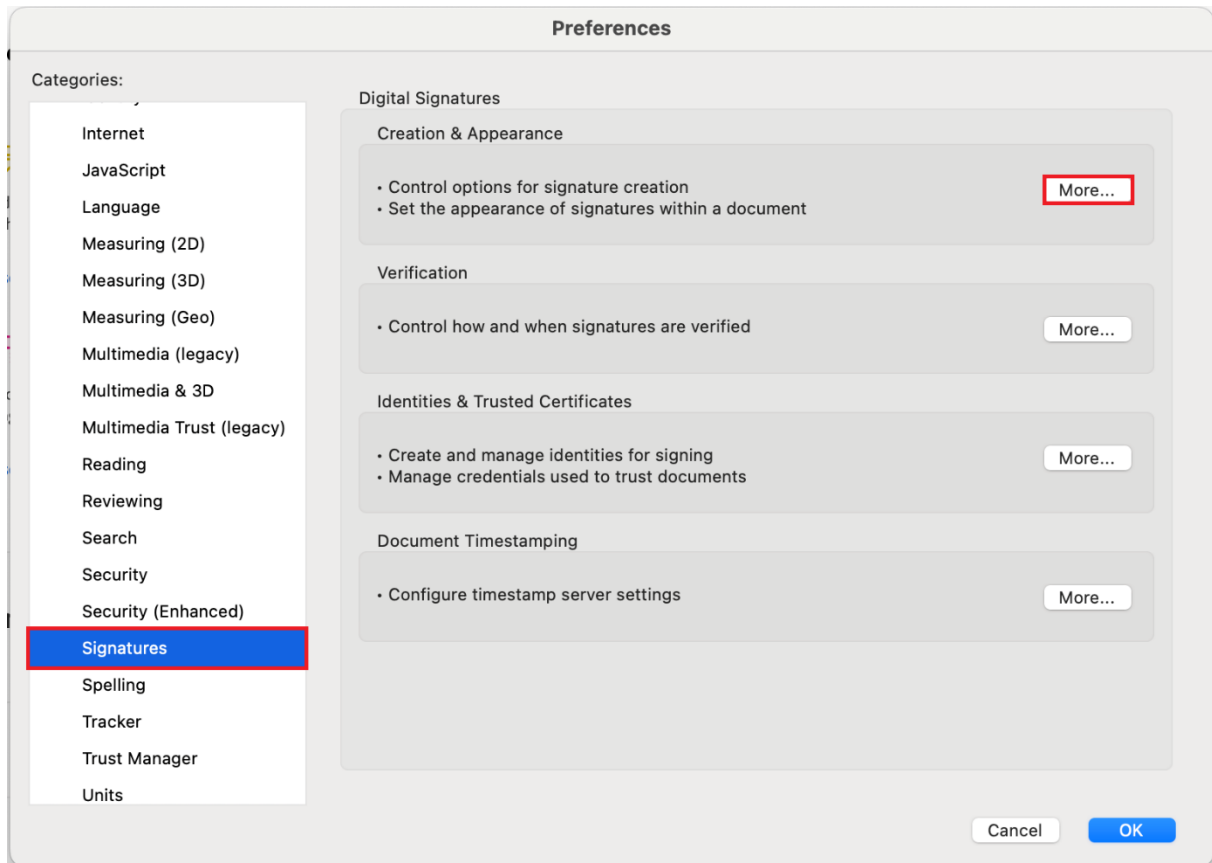 Preferences
Categories:
Internet
JavaScript
Language
Measuring (2D)
Measuring (3D)
Measuring (Geo)
Multimedia (legacy)
Multimedia & 3D
Multimedia Trust (legacy)
Reading
Reviewing
Search
Security
Security (Enhanced)
Signatures
Spelling
Tracker
Trust Manager
Units
Digital Signatures
Creation & Appearance
• Control options for signature creation
• Set the appearance of signatures within a document
More...
Verification
• Control how and when signatures are verified
More...
Identities & Trusted Certificates
• Create and manage identities for signing
• Manage credentials used to trust documents
More...
Document Timestamping
• Configure timestamp server settings
More...
Cancel
OK